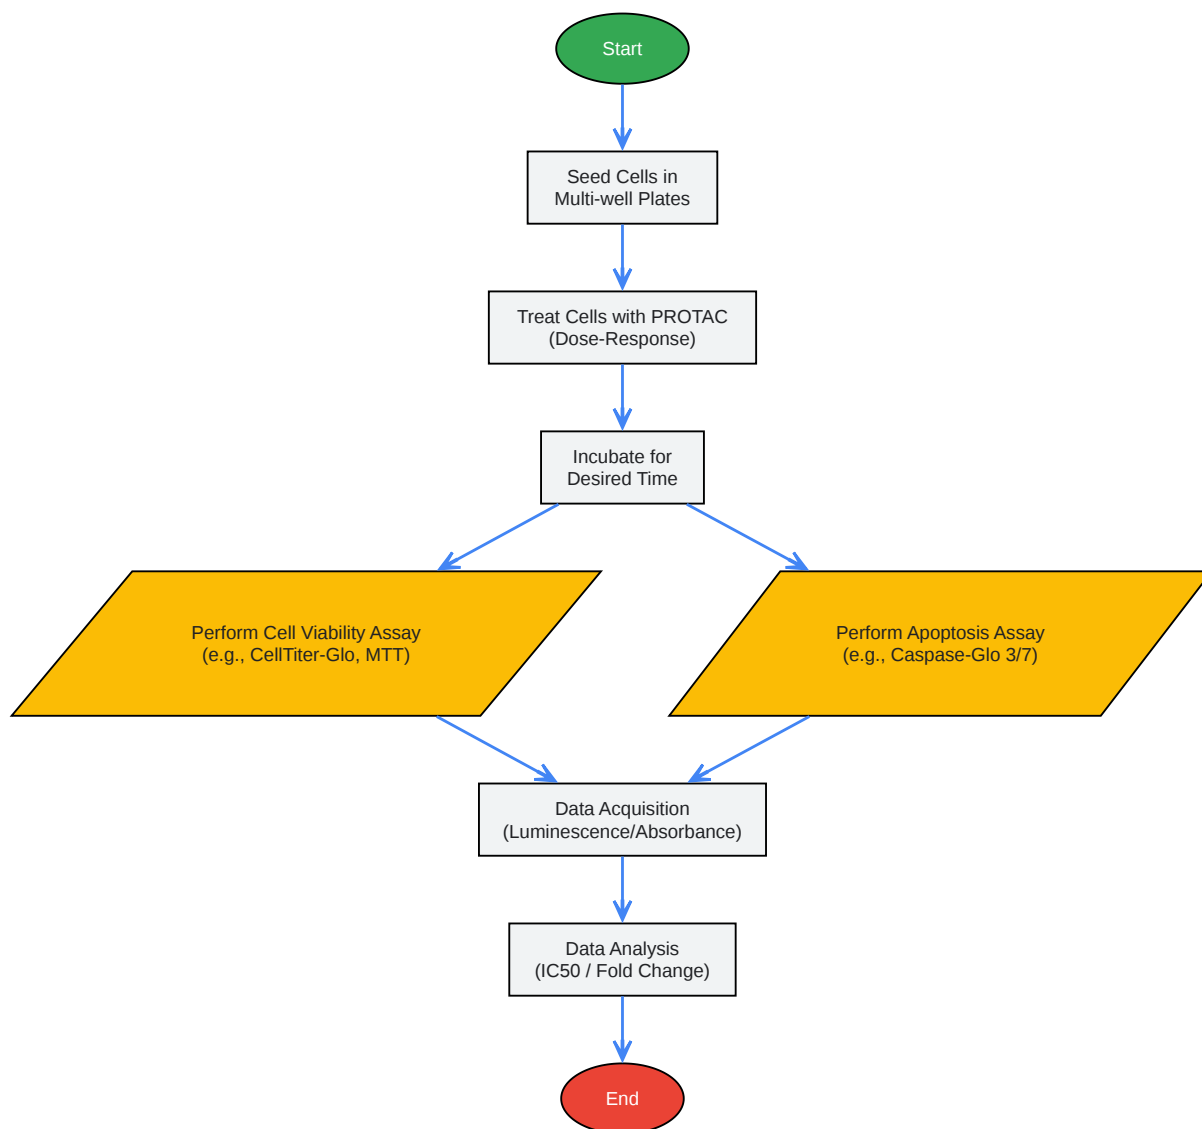 Start
Seed Cells in
Multi-well Plates
Treat Cells with PROTAC
(Dose-Response)
Incubate for
Desired Time
Perform Cell Viability Assay
(e.g., CellTiter-Glo, MTT)
Perform Apoptosis Assay
(e.g., Caspase-Glo 3/7)
Data Acquisition
(Luminescence/Absorbance)
Data Analysis
(IC50 / Fold Change)
End